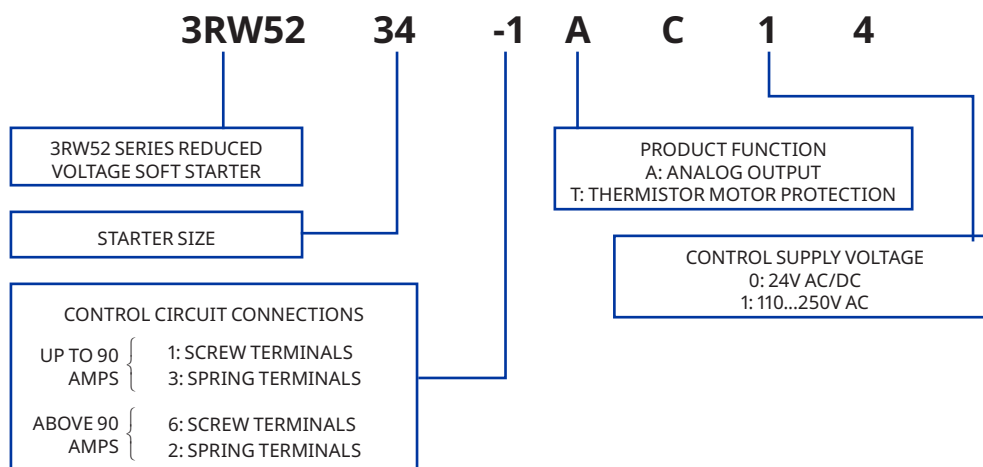 3RW52 34 -1 A C 1 4
3RW52 SERIES REDUCED
VOLTAGE SOFT STARTER
STARTER SIZE
CONTROL CIRCUIT CONNECTIONS
UP TO 90
AMPS
1: SCREW TERMINALS
3: SPRING TERMINALS
ABOVE 90
AMPS
6: SCREW TERMINALS
2: SPRING TERMINALS
PRODUCT FUNCTION
A: ANALOG OUTPUT
T: THERMISTOR MOTOR PROTECTION
CONTROL SUPPLY VOLTAGE
0: 24V AC/DC
1: 110...250V AC